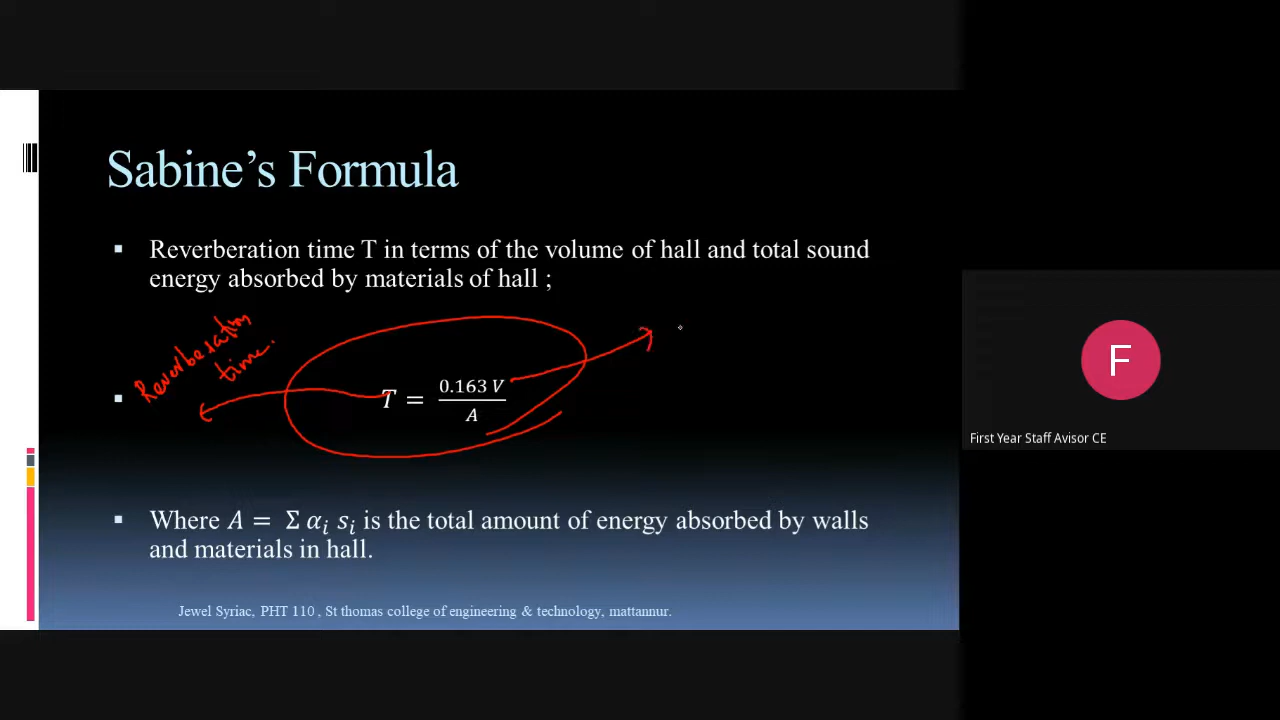 Sabine’s Formula
▪ Reverberation time T in terms of the volume of hall and total sound
energy absorbed by materials of hall ;
Reverberation
time.
▪ T = 0.163 V / A
▪ Where A = Σ αᵢ sᵢ is the total amount of energy absorbed by walls
and materials in hall.
Jewel Syriac, PHT 110 , St thomas college of engineering & technology, mattannur.
F
First Year Staff Avisor CE